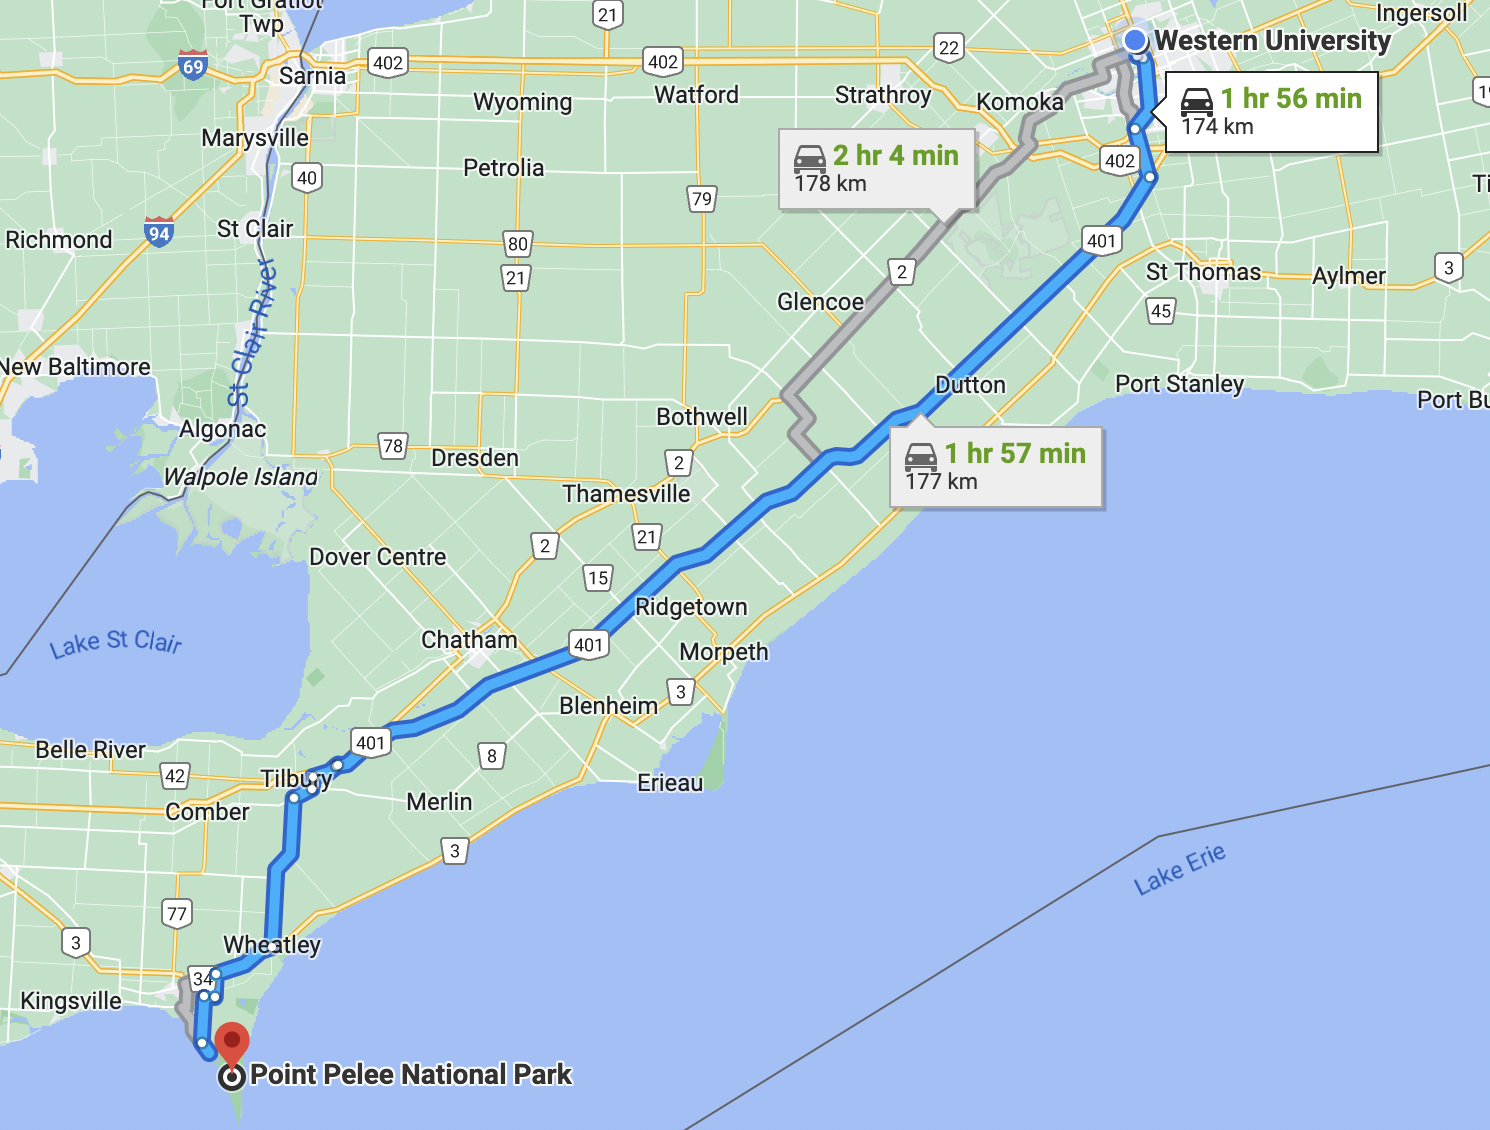 Fort Gratiot
Twp
21
Ingersoll
69
402
402
22
Western University
Sarnia
Wyoming
Watford
Strathroy
Komoka
1 hr 56 min
174 km
Marysville
2 hr 4 min
178 km
402
40
Petrolia
79
Richmond
94
St Clair
80
21
401
2
St Thomas
Aylmer
3
Glencoe
45
St Clair River
New Baltimore
Dutton
Port Stanley
Algonac
Bothwell
78
Dresden
2
1 hr 57 min
177 km
Walpole Island
Thamesville
2
21
Dover Centre
15
Ridgetown
Lake St Clair
Chatham
401
Morpeth
3
Blenheim
Belle River
401
42
Tilbury
8
Erieau
Comber
Merlin
3
Lake Erie
77
3
Wheatley
34
Kingsville
Point Pelee National Park